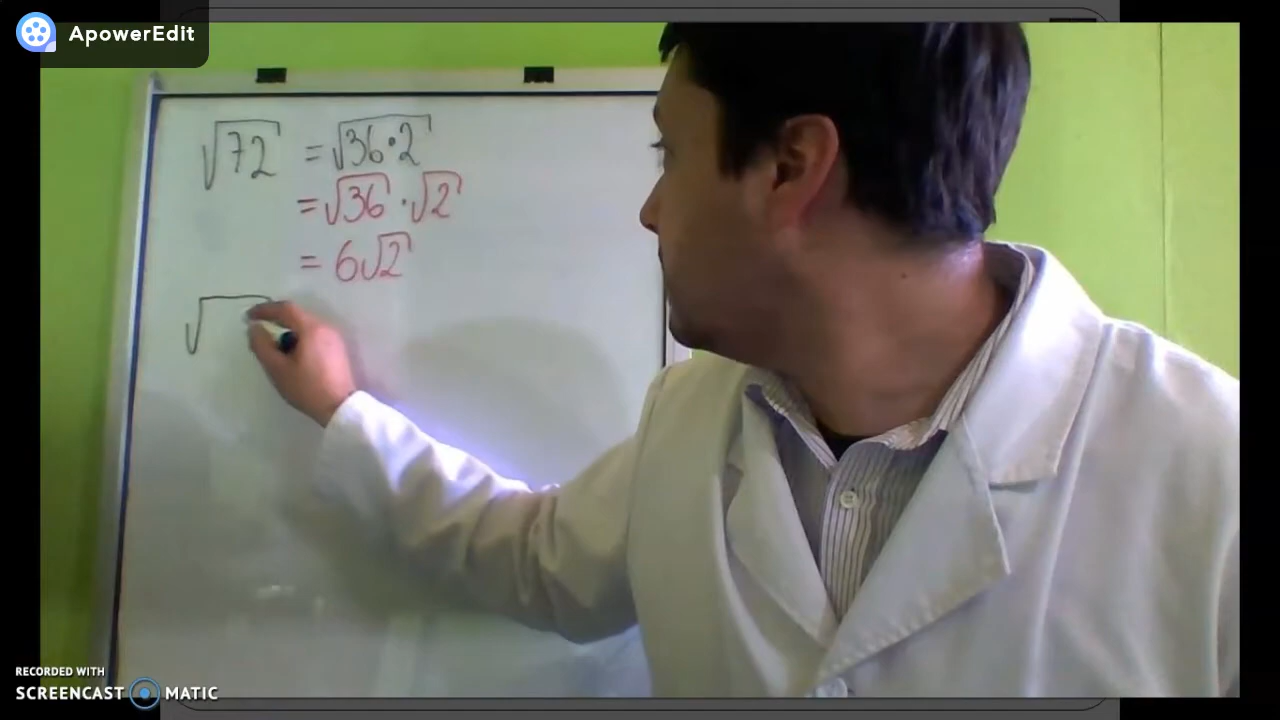 ApowerEdit
√72 = √36·2
= √36 · √2
= 6√2
√
RECORDED WITH
SCREENCAST MATIC